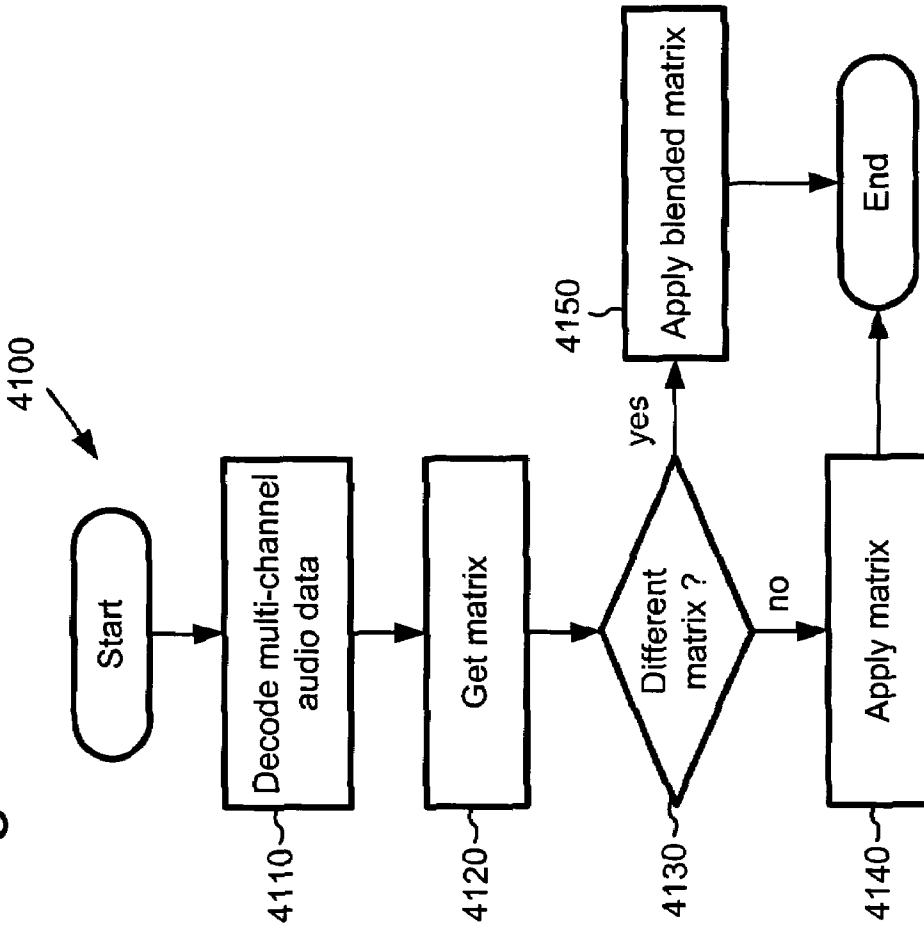 4100
Start
Decode multi-channel
audio data
4110
Get matrix
4120
Different
matrix ?
4130
yes
no
Apply blended matrix
4150
Apply matrix
4140
End